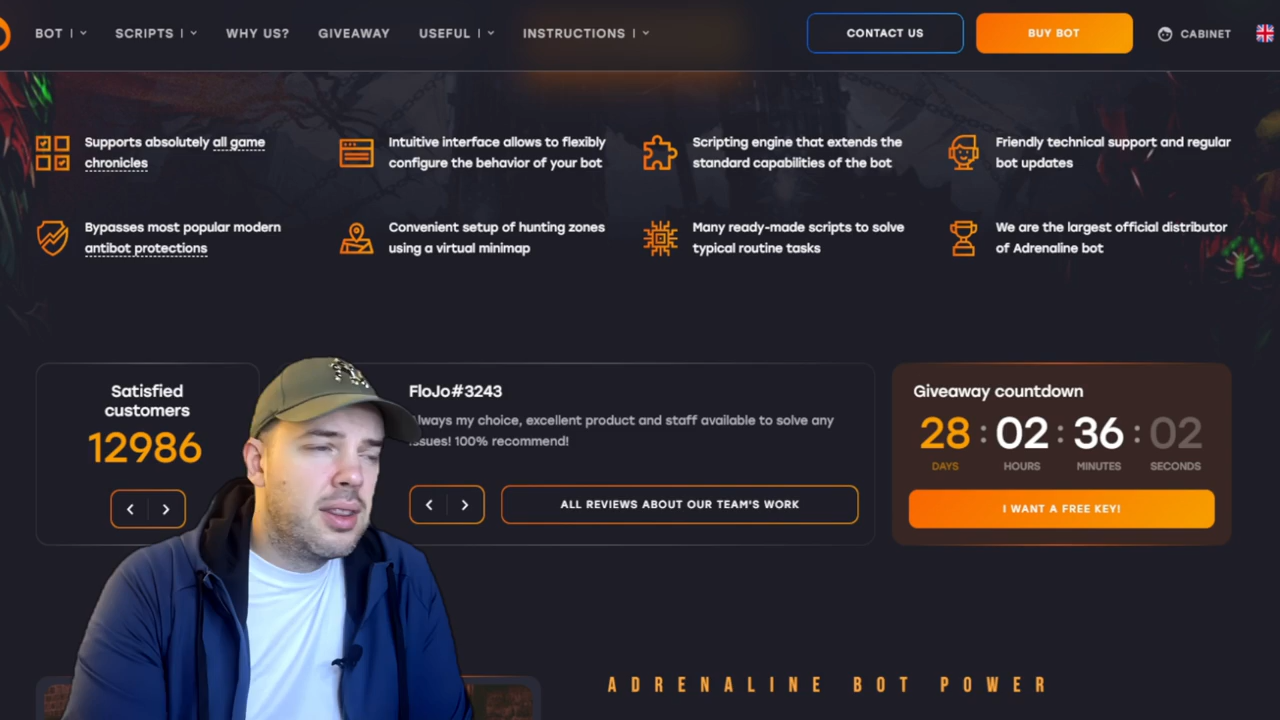 BOT
SCRIPTS
WHY US?
GIVEAWAY
USEFUL
INSTRUCTIONS
CONTACT US
BUY BOT
CABINET
Supports absolutely all game
chronicles
Intuitive interface allows to flexibly
configure the behavior of your bot
Scripting engine that extends the
standard capabilities of the bot
Friendly technical support and regular
bot updates
Bypasses most popular modern
antibot protections
Convenient setup of hunting zones
using a virtual minimap
Many ready-made scripts to solve
typical routine tasks
We are the largest official distributor
of Adrenaline bot
Satisfied
customers
12986
FloJo#3243
always my choice, excellent product and staff available to solve any
issues! 100% recommend!
ALL REVIEWS ABOUT OUR TEAM'S WORK
Giveaway countdown
28 : 02 : 36 : 02
DAYS HOURS MINUTES SECONDS
I WANT A FREE KEY!
ADRENALINE BOT POWER